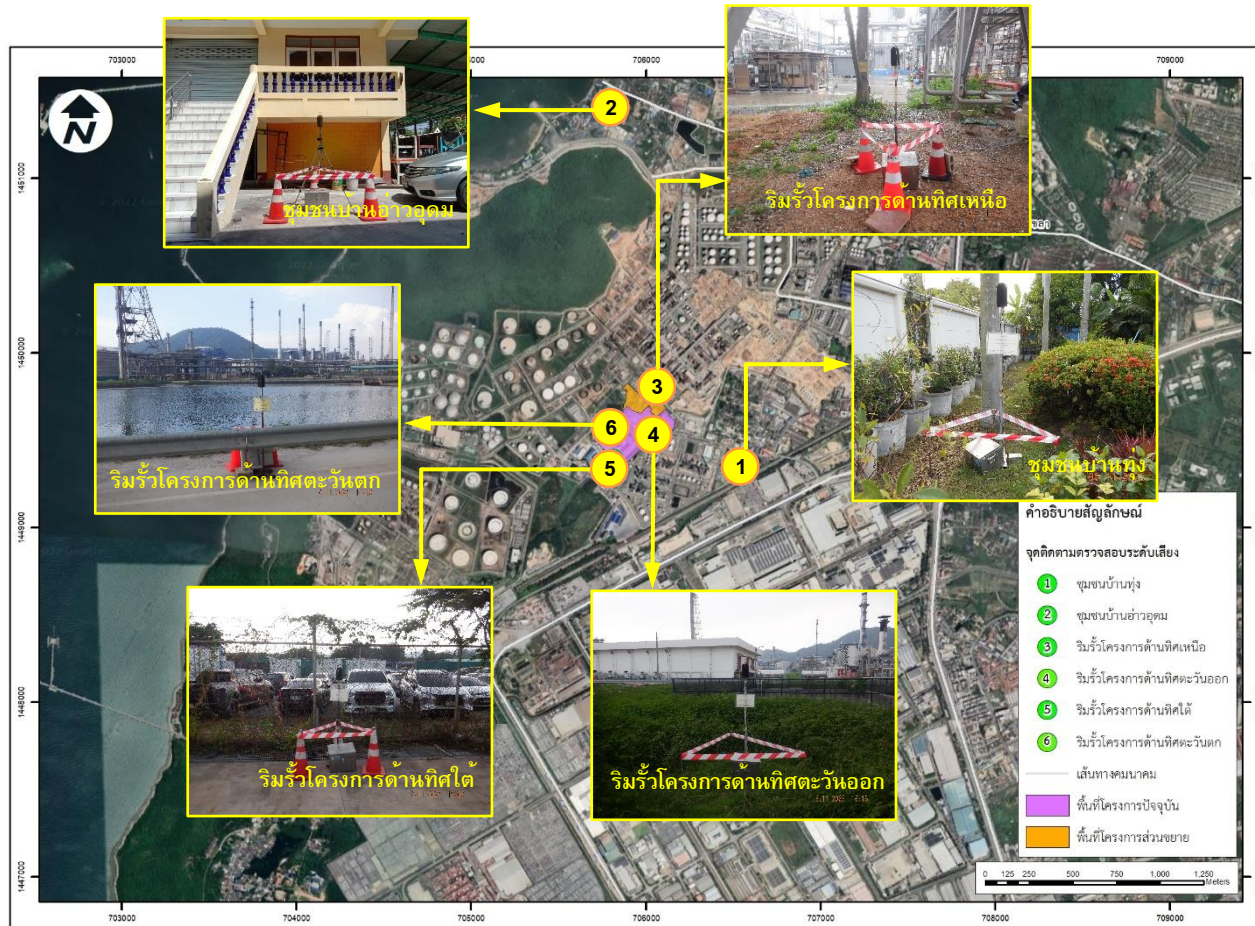 703000
706000
709000
N
2
ชุมชนบ้านอ่าวอุดม
ริมรั้วโครงการด้านทิศเหนือ
1451000
1450000
1449000
1448000
1447000
ริมรั้วโครงการด้านทิศตะวันตก
3
6
4
5
1
ชุมชนบ้านทุ่ง
ริมรั้วโครงการด้านทิศใต้
ริมรั้วโครงการด้านทิศตะวันออก
คำอธิบายสัญลักษณ์
จุดติดตามตรวจสอบระดับเสียง
1 ชุมชนบ้านทุ่ง
2 ชุมชนบ้านอ่าวอุดม
3 ริมรั้วโครงการด้านทิศเหนือ
4 ริมรั้วโครงการด้านทิศตะวันออก
5 ริมรั้วโครงการด้านทิศใต้
6 ริมรั้วโครงการด้านทิศตะวันตก
เส้นทางคมนาคม
พื้นที่โครงการปัจจุบัน
พื้นที่โครงการส่วนขยาย
0 125 250 500 750 1,000 1,250
Meters
703000 704000 705000 706000 707000 708000 709000